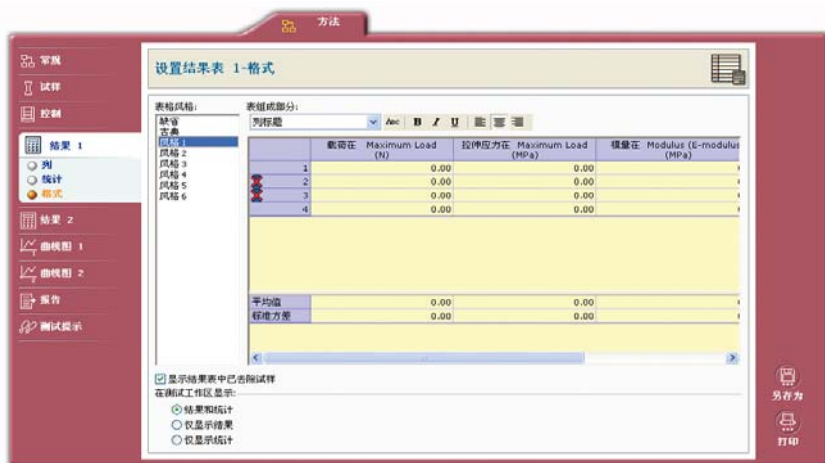 方法
常规
试样
控制
结果 1
列
统计
格式
结果 2
曲线图 1
曲线图 2
报告
测试提示
设置结果表 1-格式
表格风格:
缺省
古典
风格 1
风格 2
风格 3
风格 4
风格 5
风格 6
表组成部分:
列标题
Abc B I U
载荷在 Maximum Load (N)
拉伸应力在 Maximum Load (MPa)
模量在 Modulus (E-modulus (MPa)
1 0.00 0.00
2 0.00 0.00
3 0.00 0.00
4 0.00 0.00
平均值 0.00 0.00
标准方差 0.00 0.00
显示结果表中已去除试样
在测试工作区显示:
结果和统计
仅显示结果
仅显示统计
另存为
打印